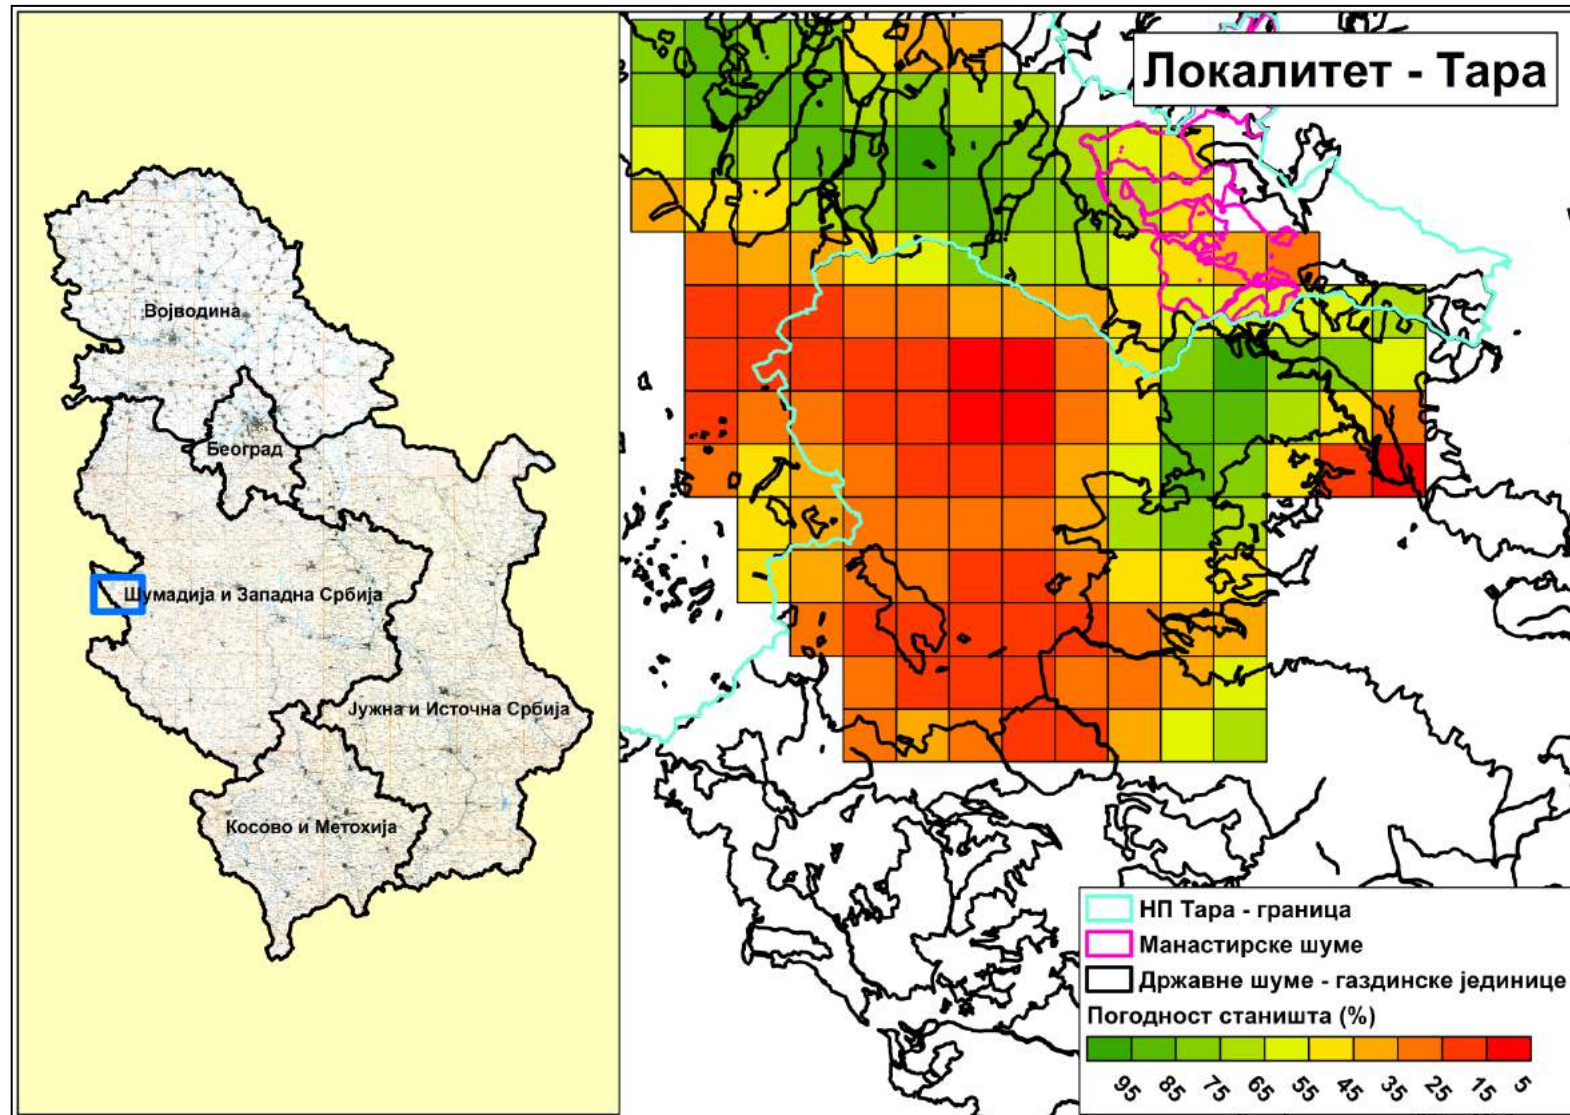 Локалитет - Тара
Војводина
Београд
Шумадија и Западна Србија
Јужна и Источна Србија
Косово и Метохија
НП Тара - граница
Манастирске шуме
Државне шуме - газдинске јединице
Погодност станишта (%)
95 85 75 65 55 45 35 25 15 5